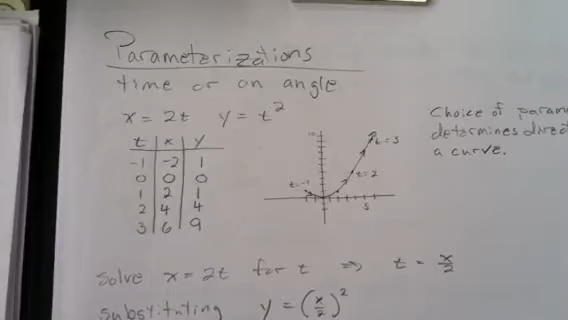 Parameterizations
time or an angle
x = 2t y = t²
t | x | y
-1 | -2 | 1
0 | 0 | 0
1 | 2 | 1
2 | 4 | 4
3 | 6 | 9
10
t=3
t=2
t=-1
5
Choice of param
determines direct
a curve.
solve x = 2t for t ⇒ t = x/2
substituting y = (x/2)²